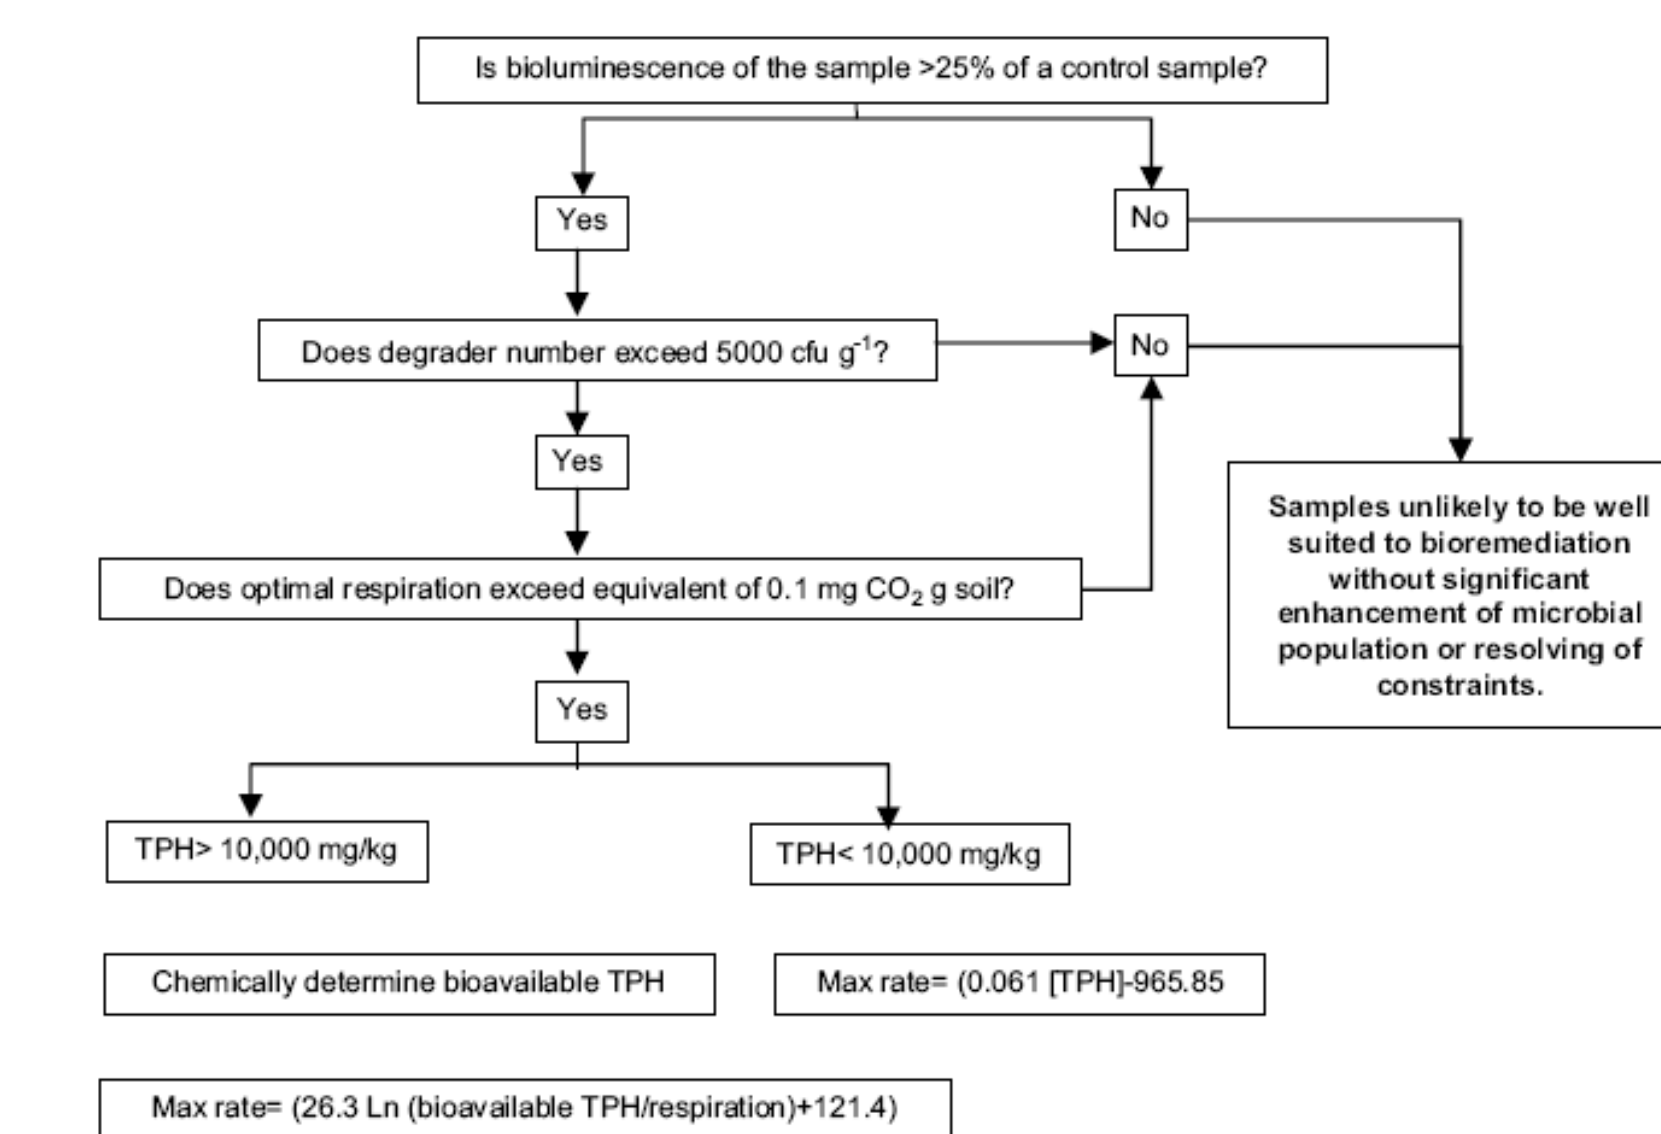 Is bioluminescence of the sample >25% of a control sample?
Yes
No
Does degrader number exceed 5000 cfu g⁻¹?
No
Yes
Does optimal respiration exceed equivalent of 0.1 mg CO₂ g soil?
Samples unlikely to be well
suited to bioremediation
without significant
enhancement of microbial
population or resolving of
constraints.
Yes
TPH> 10,000 mg/kg
TPH< 10,000 mg/kg
Chemically determine bioavailable TPH
Max rate= (0.061 [TPH]-965.85
Max rate= (26.3 Ln (bioavailable TPH/respiration)+121.4)